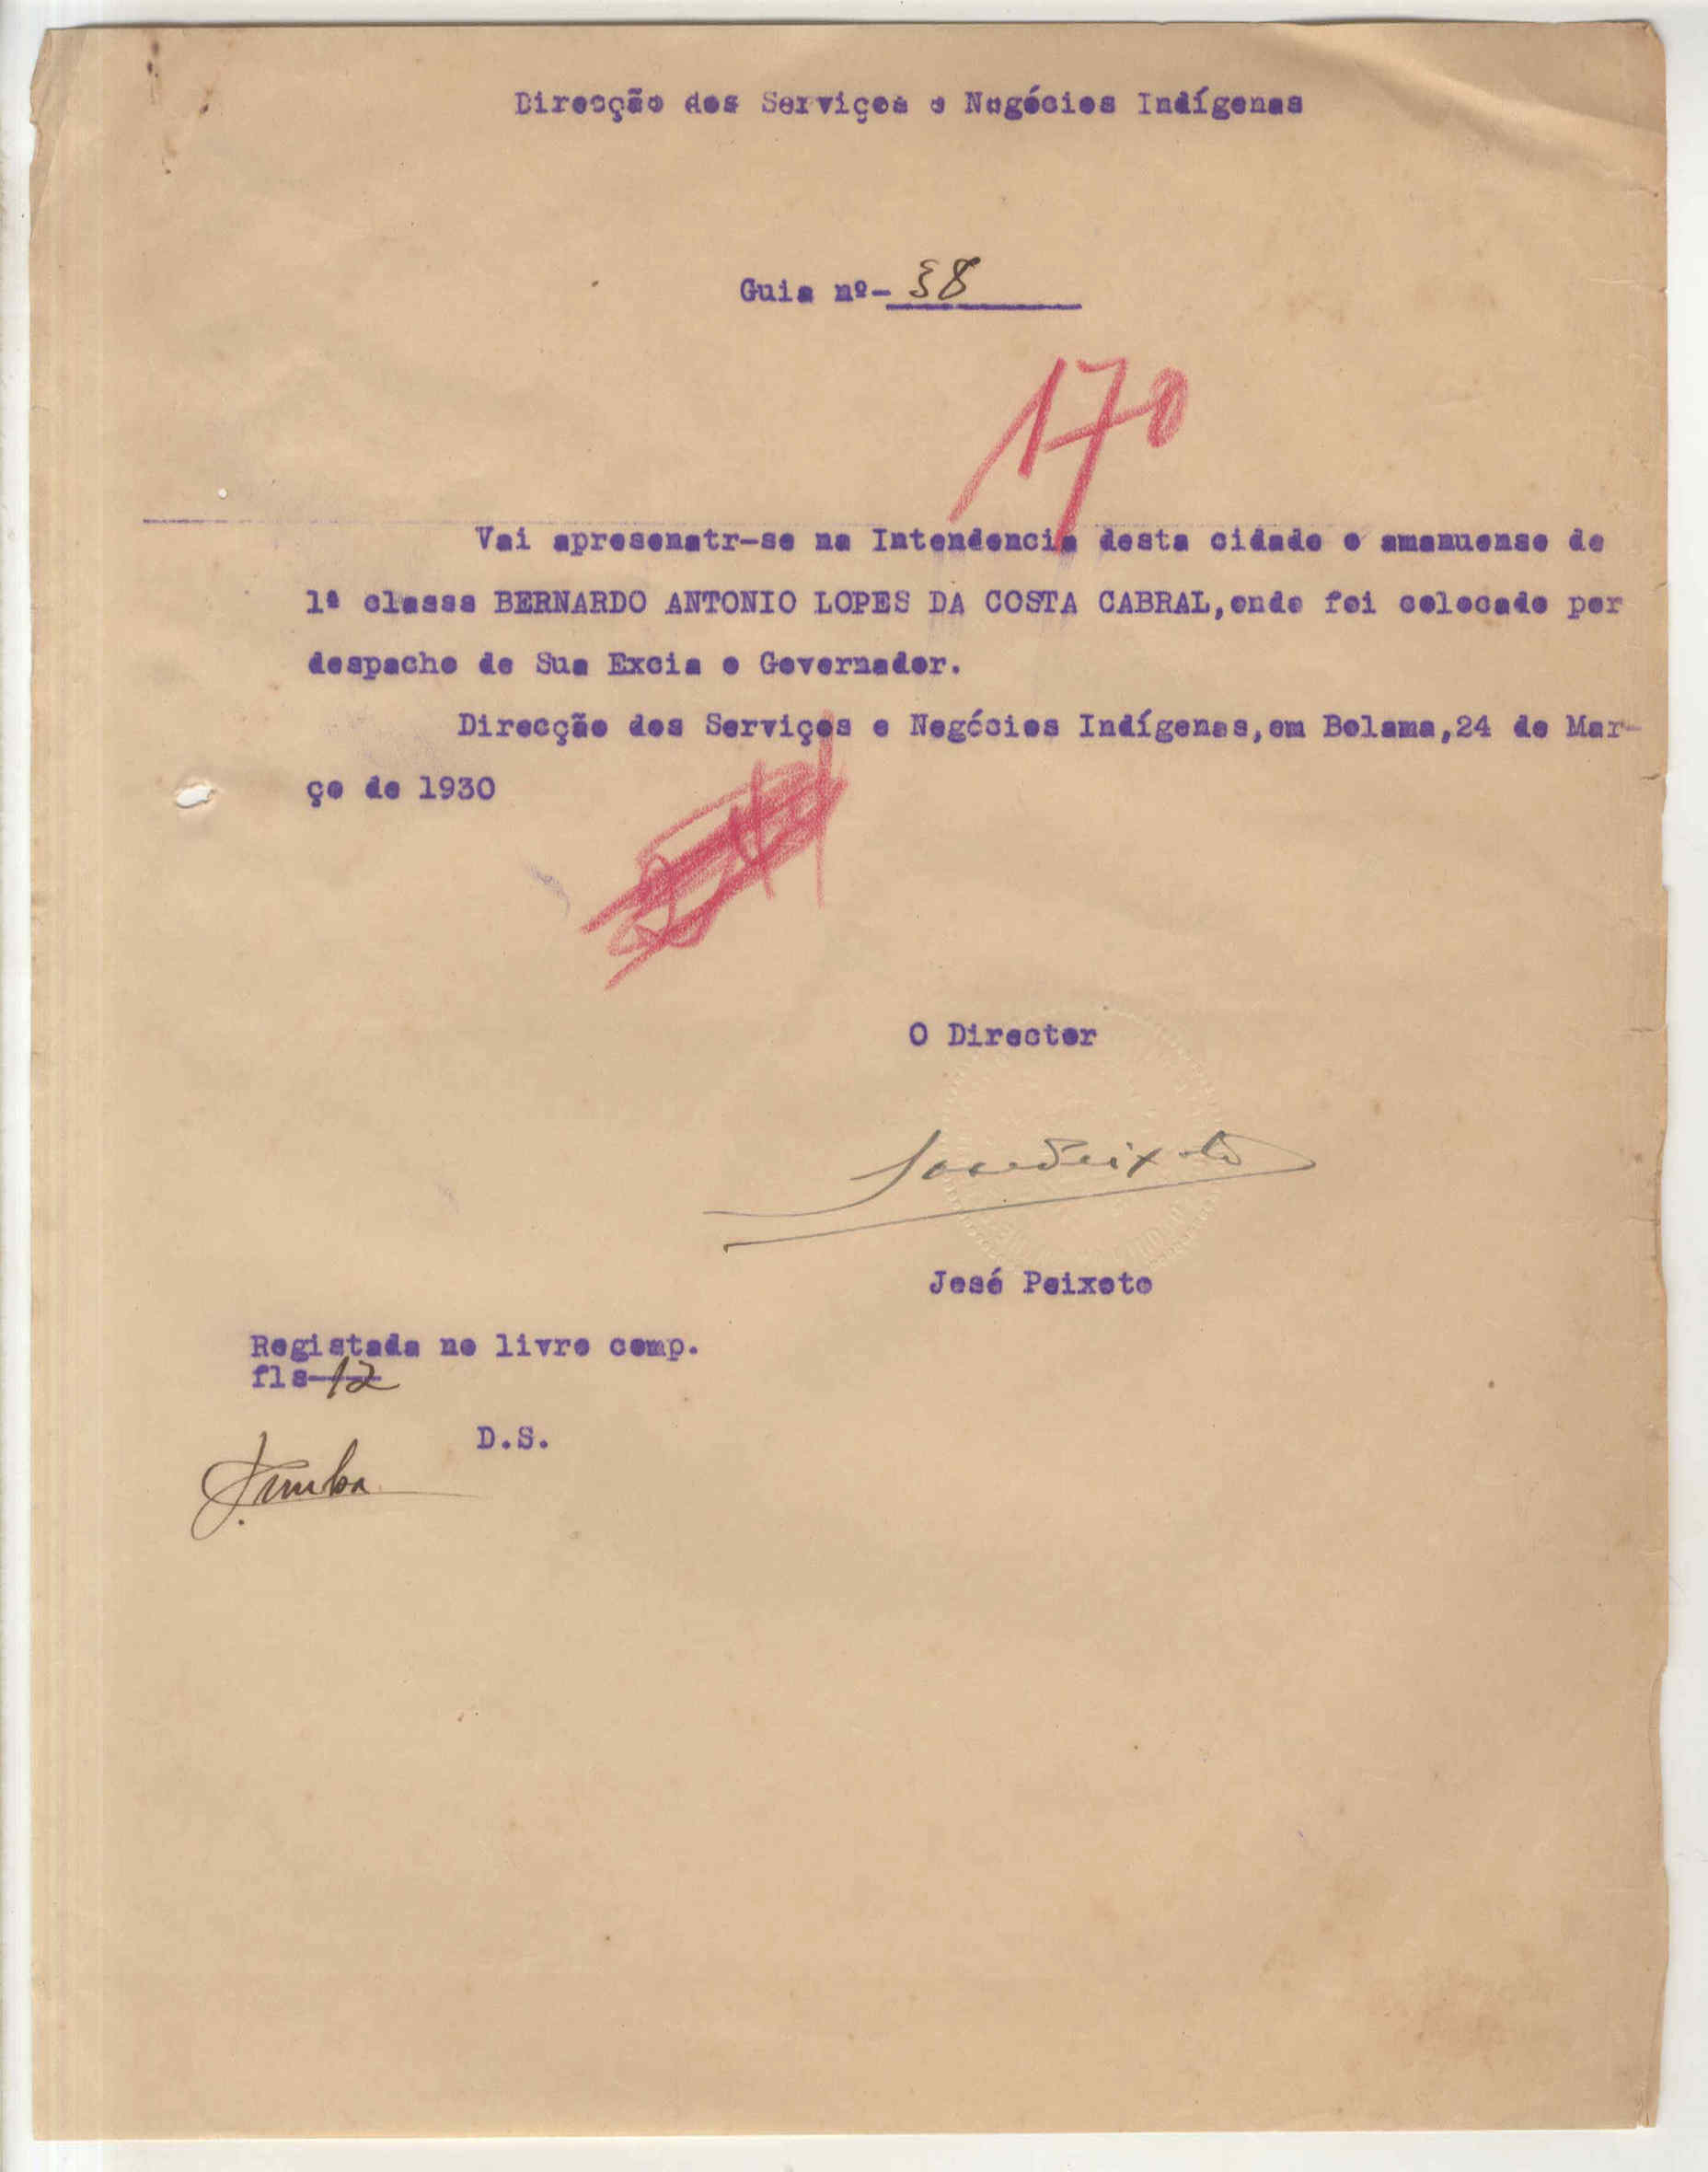 Direcção dos Serviços e Negócios Indígenas
Guia nº- 38
170
Vai apresenatr-se na Intendencia desta cidade o amanuense de
1ª classe BERNARDO ANTONIO LOPES DA COSTA CABRAL,onde foi colocado por
despacho de Sua Excia o Governador.
Direcção dos Serviços e Negócios Indígenas,em Bolama,24 de Mar-
ço de 1930
O Director
José Peixoto
José Peixoto
Registada no livro comp.
fls-12
D.S.